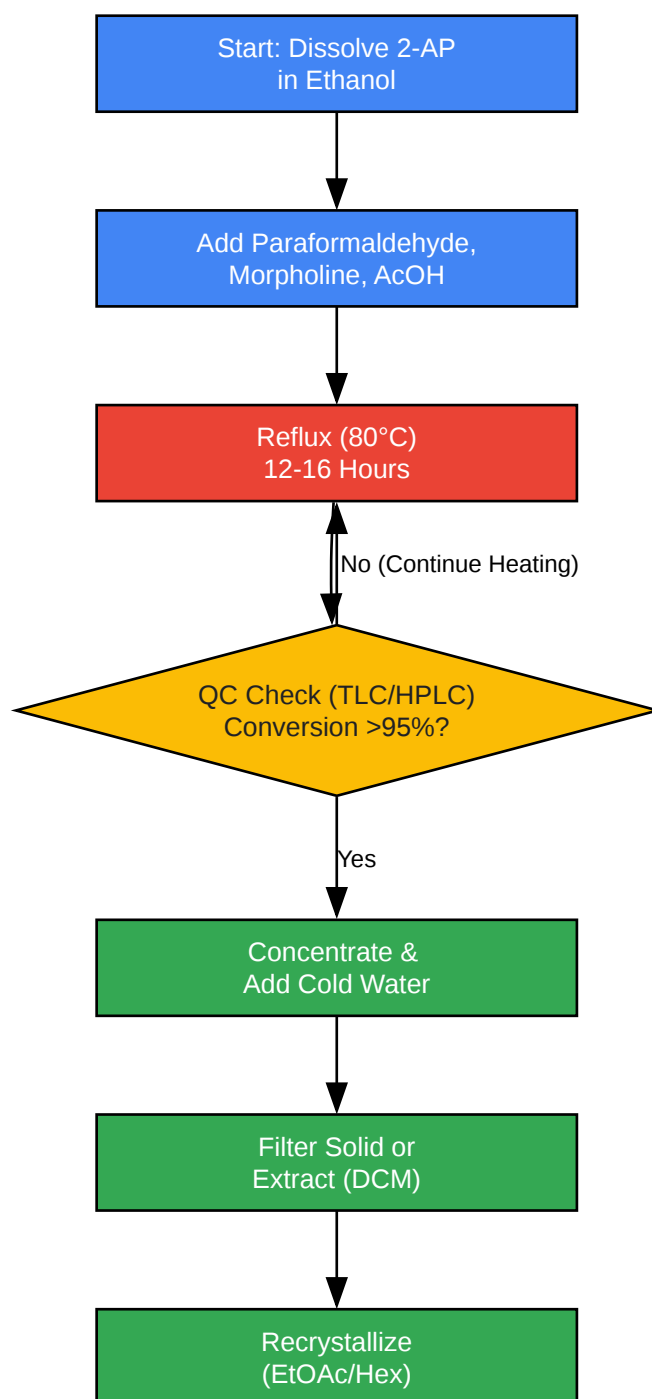 Start: Dissolve 2-AP
in Ethanol
Add Paraformaldehyde,
Morpholine, AcOH
Reflux (80°C)
12-16 Hours
No (Continue Heating)
QC Check (TLC/HPLC)
Conversion >95%?
Yes
Concentrate &
Add Cold Water
Filter Solid or
Extract (DCM)
Recrystallize
(EtOAc/Hex)